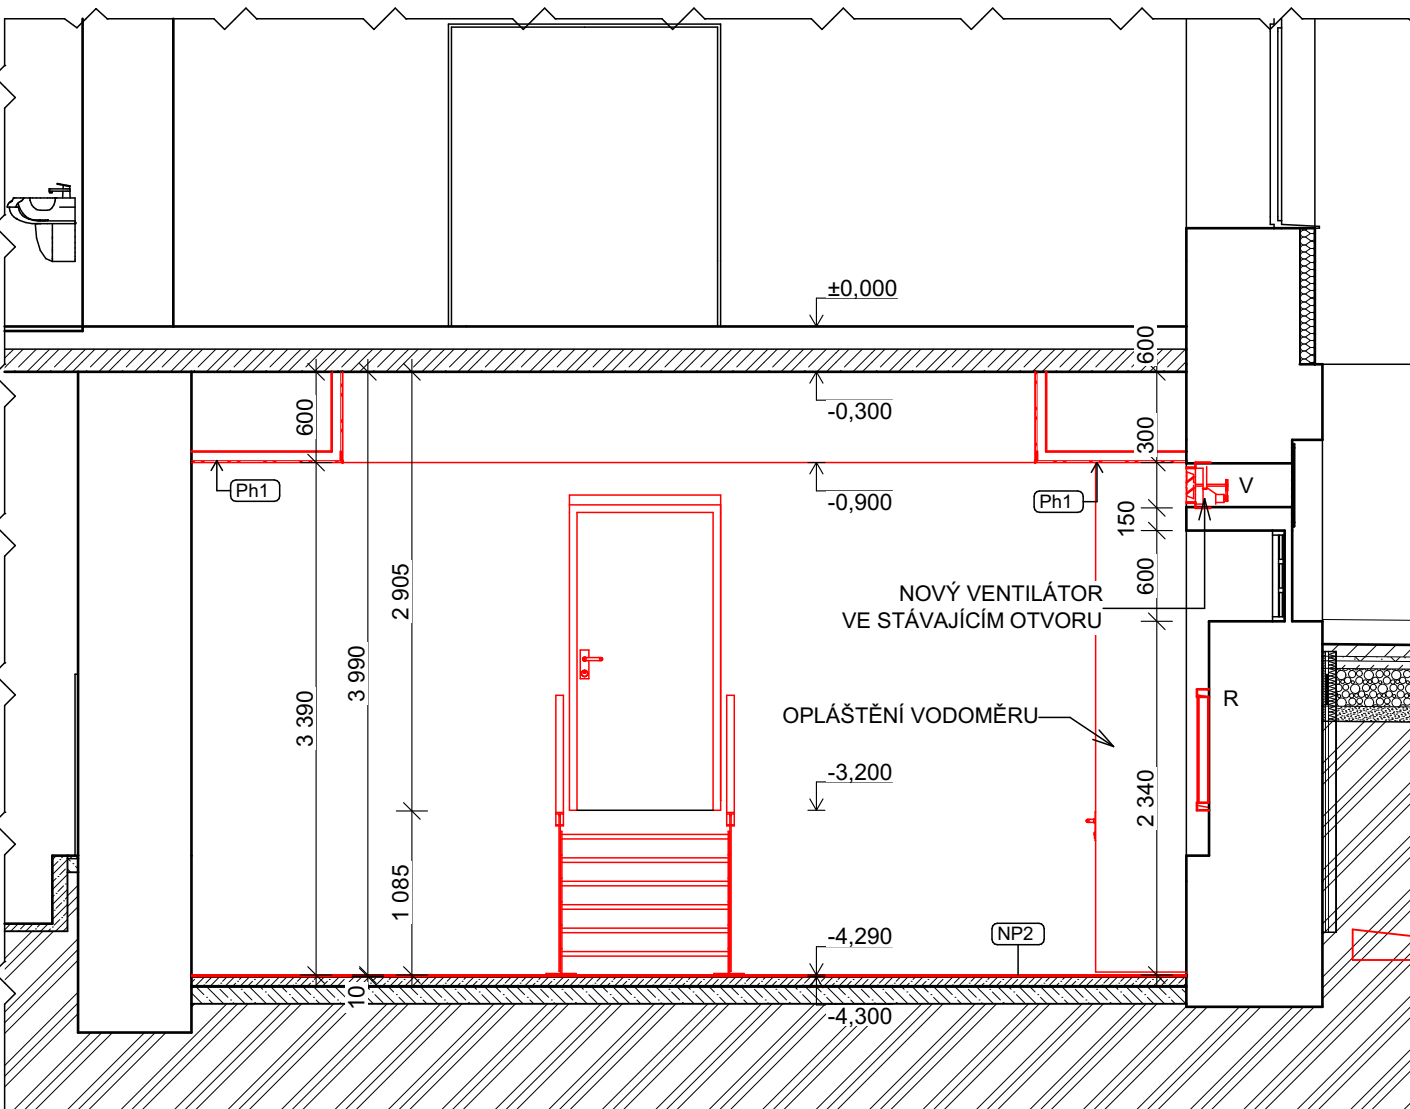 ±0,000
600
-0,300
600
300
Ph1
-0,900
Ph1
V
150
2 905
600
NOVÝ VENTILÁTOR
VE STÁVAJÍCÍM OTVORU
3 990
3 390
R
OPLÁŠTĚNÍ VODOMĚRU
-3,200
2 340
1 085
-4,290
NP2
10
-4,300